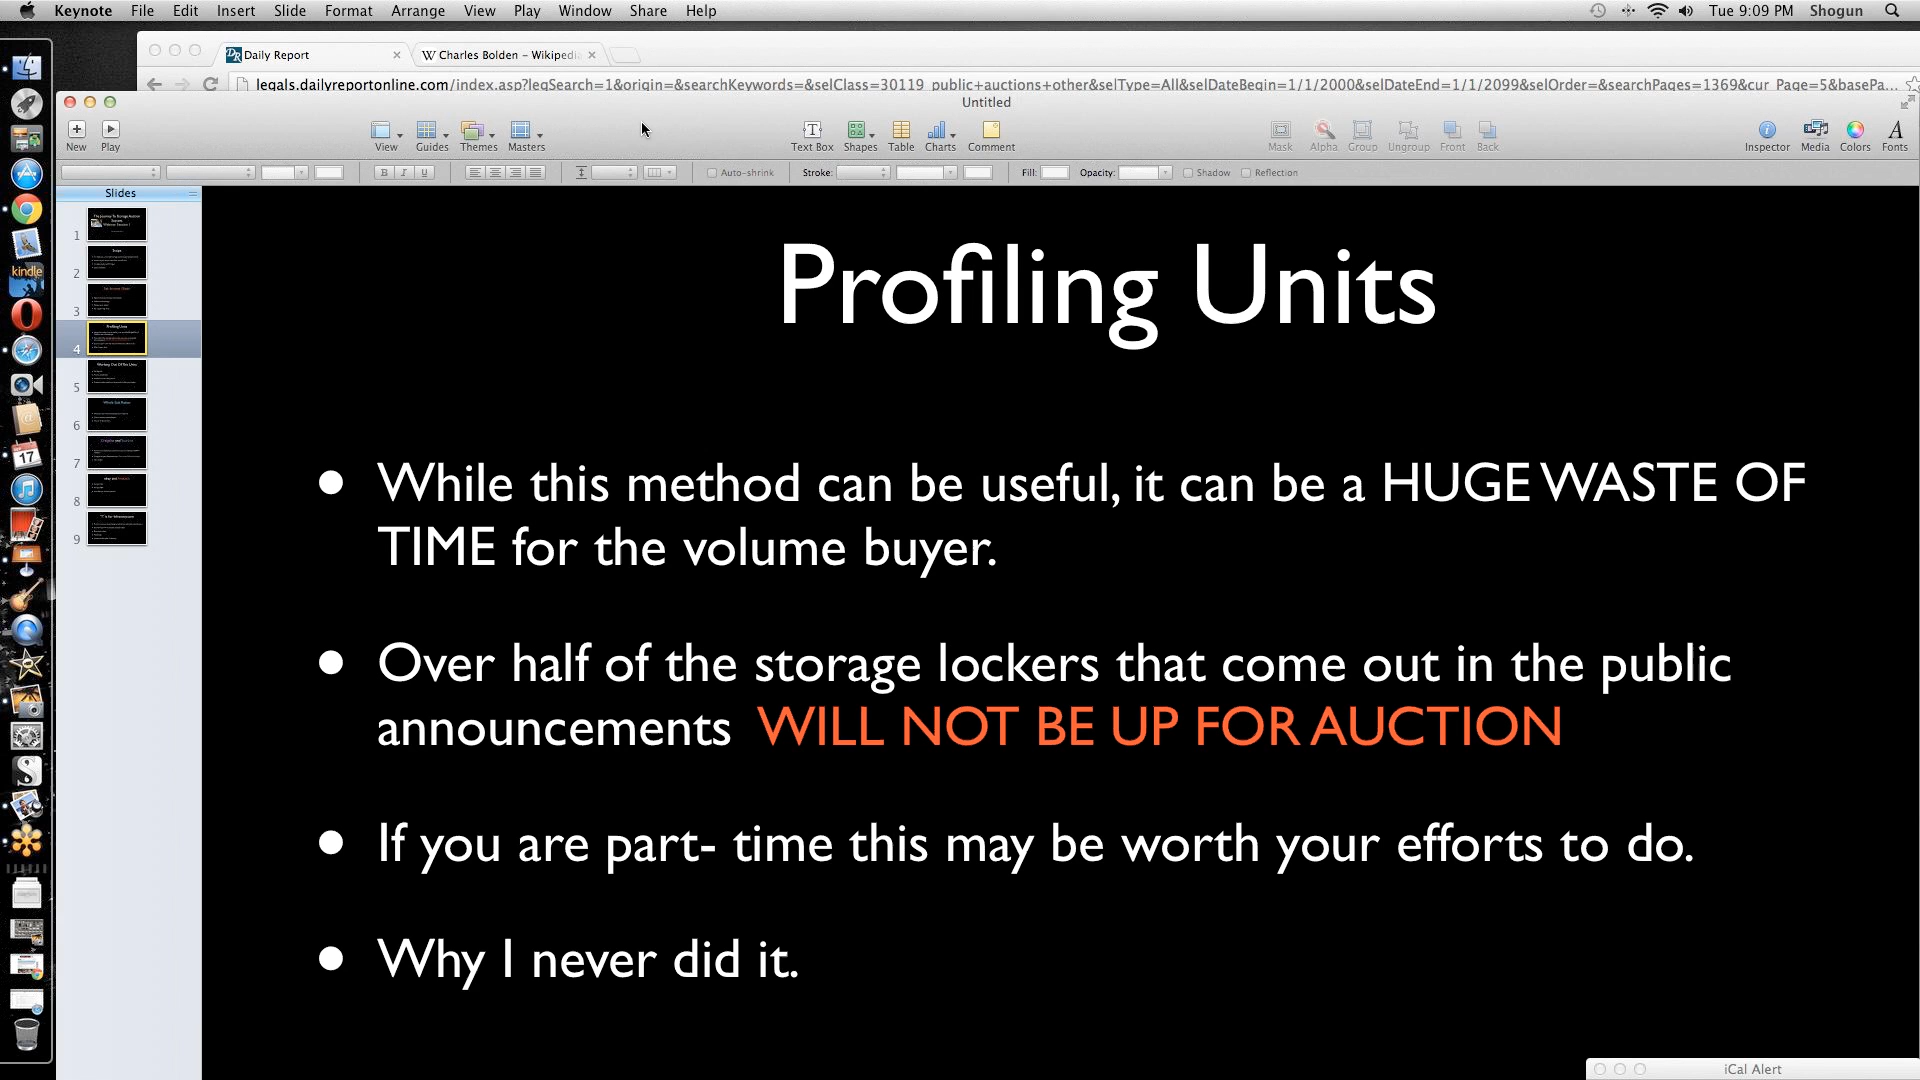 Keynote File Edit Insert Slide Format Arrange View Play Window Share Help
Tue 9:09 PM Shogun
Daily Report
Charles Bolden – Wikipedi
legals.dailyreportonline.com/index.asp?legSearch=1&origin=&searchKeywords=&selClass=30119_public+auctions+other&selType=All&selDateBegin=1/1/2000&selDateEnd=1/1/2099&selOrder=&searchPages=1369&cur_Page=5&basePa...
Untitled
New Play View Guides Themes Masters Text Box Shapes Table Charts Comment Mask Alpha Group Ungroup Front Back Inspector Media Colors Fonts
B I U Auto-shrink Stroke: Fill: Opacity: Shadow Reflection
Slides
1
2
3
4
5
6
7
8
9
kindle
17
Profiling Units
• While this method can be useful, it can be a HUGE WASTE OF
TIME for the volume buyer.
• Over half of the storage lockers that come out in the public
announcements WILL NOT BE UP FOR AUCTION
• If you are part- time this may be worth your efforts to do.
• Why I never did it.
iCal Alert